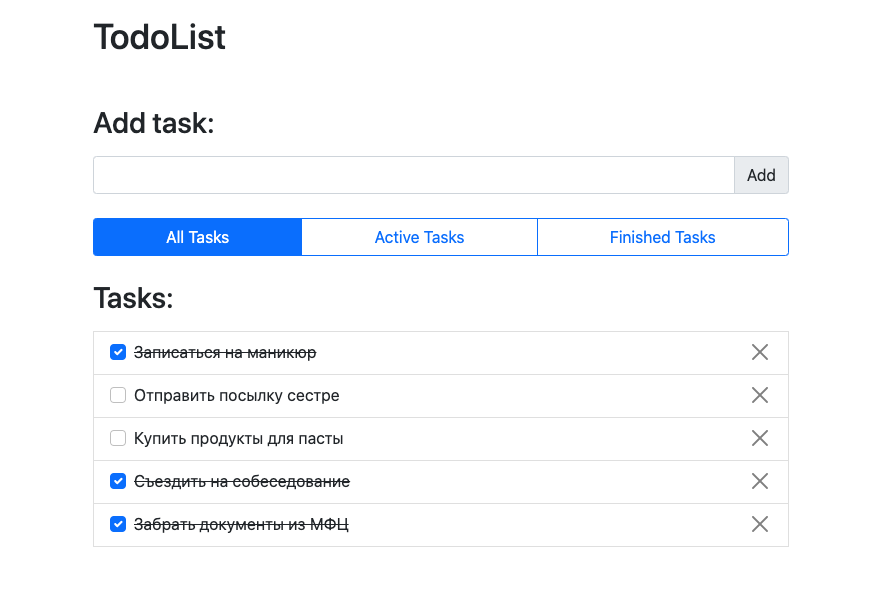 TodoList
Add task:
Add
All Tasks Active Tasks Finished Tasks
Tasks:
Записаться на маникюр
Отправить посылку сестре
Купить продукты для пасты
Съездить на собеседование
Забрать документы из МФЦ